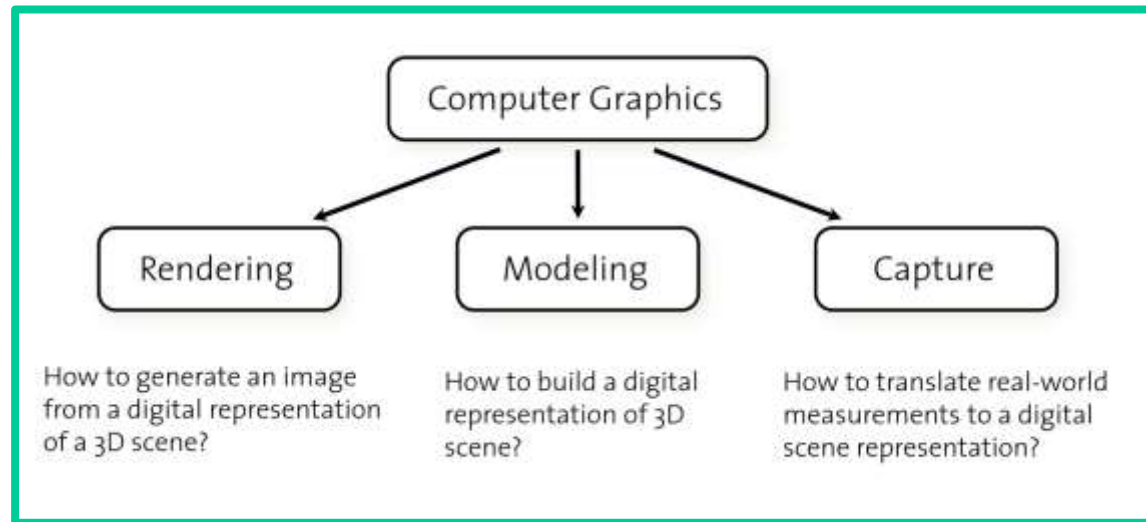 Computer Graphics
Rendering
Modeling
Capture
How to generate an image
from a digital representation
of a 3D scene?
How to build a digital
representation of 3D
scene?
How to translate real-world
measurements to a digital
scene representation?